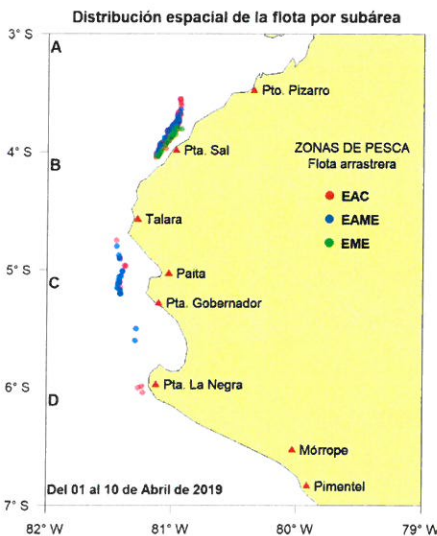 Distribución espacial de la flota por subárea
3° S
A
Pto. Pizarro
ZONAS DE PESCA
Flota arrastrera
Pta. Sal
4° S
B
EAC
EAME
EME
Talara
5° S
Paita
C
Pta. Gobernador
6° S
Pta. La Negra
D
Mórrope
Pimentel
Del 01 al 10 de Abril de 2019
7° S
82° W
81° W
80° W
79° W